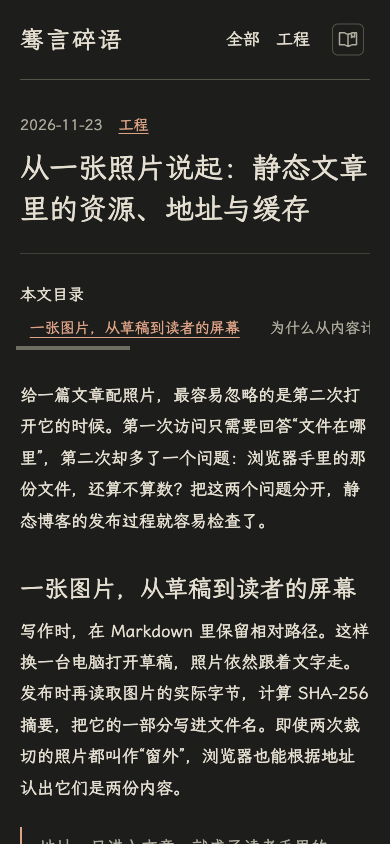 骞言碎语
全部 工程
2026-11-23 工程
从一张照片说起：静态文章
里的资源、地址与缓存
本文目录
一张图片，从草稿到读者的屏幕 为什么从内容计
给一篇文章配照片，最容易忽略的是第二次打
开它的时候。第一次访问只需要回答“文件在哪
里”，第二次却多了一个问题：浏览器手里的那
份文件，还算不算数？把这两个问题分开，静
态博客的发布过程就容易检查了。
一张图片，从草稿到读者的屏幕
写作时，在 Markdown 里保留相对路径。这样
换一台电脑打开草稿，照片依然跟着文字走。
发布时再读取图片的实际字节，计算 SHA-256
摘要，把它的一部分写进文件名。即使两次裁
切的照片都叫作“窗外”，浏览器也能根据地址
认出它们是两份内容。